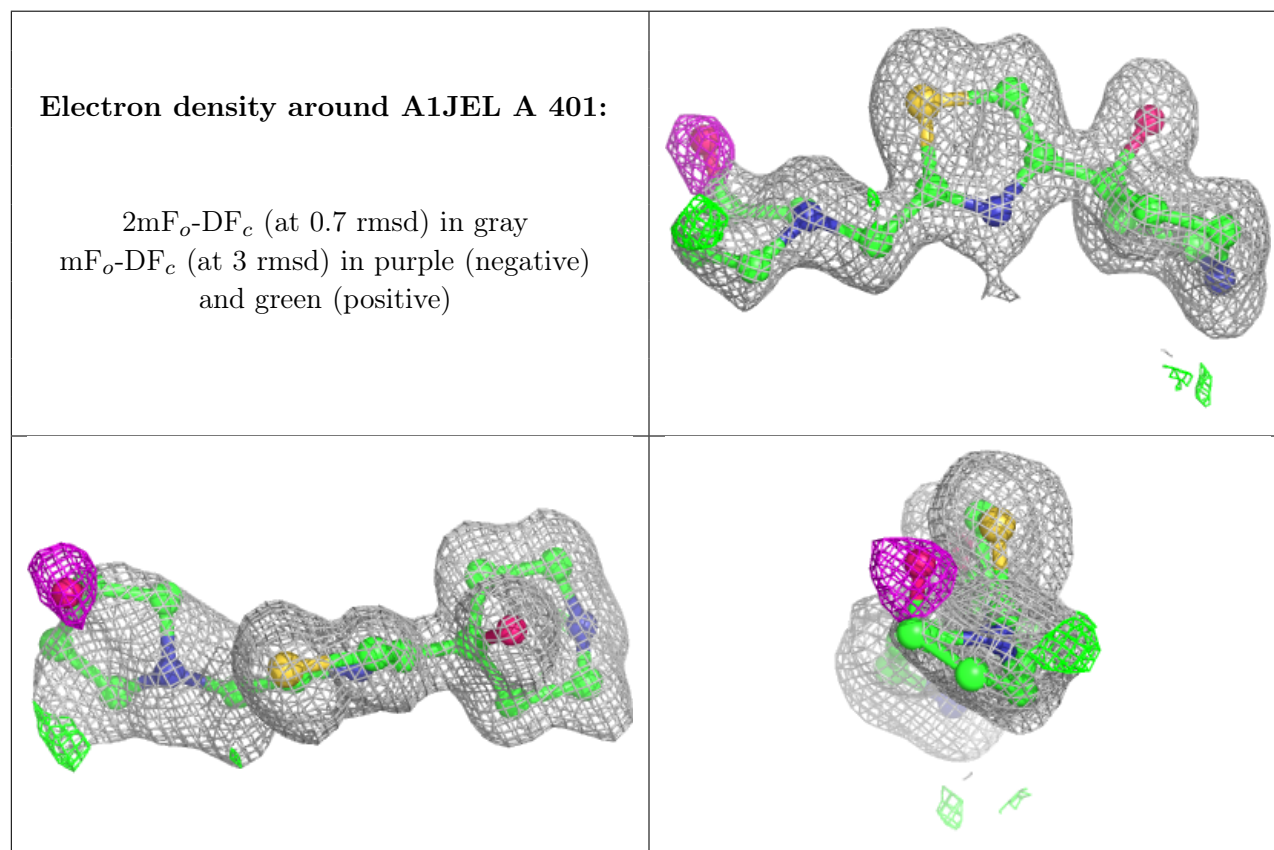 Electron density around A1JEL A 401:
2mFo-DFc (at 0.7 rmsd) in gray
mFo-DFc (at 3 rmsd) in purple (negative)
and green (positive)